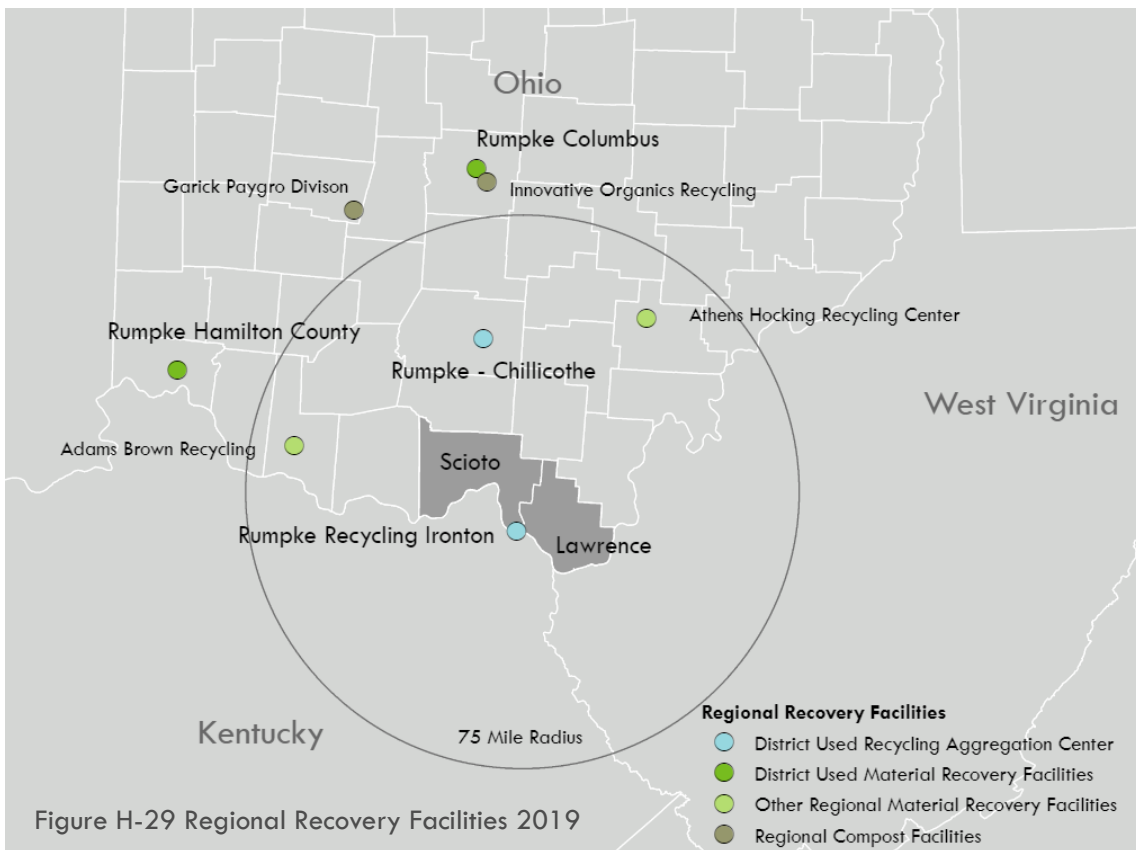 Ohio
Rumpke Columbus
Garick Paygro Divison
Innovative Organics Recycling
Athens Hocking Recycling Center
Rumpke Hamilton County
Rumpke - Chillicothe
West Virginia
Adams Brown Recycling
Scioto
Rumpke Recycling Ironton
Lawrence
Kentucky
75 Mile Radius
Regional Recovery Facilities
District Used Recycling Aggregation Center
District Used Material Recovery Facilities
Other Regional Material Recovery Facilities
Regional Compost Facilities
Figure H-29 Regional Recovery Facilities 2019